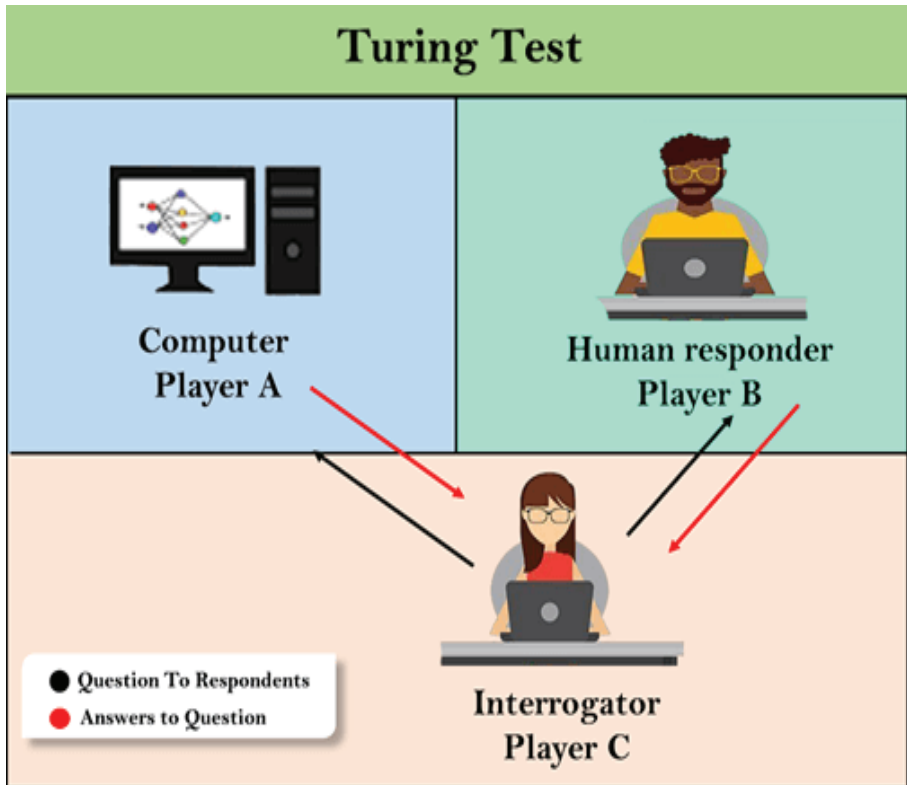 Turing Test
Computer
Player A
Human responder
Player B
Question To Respondents
Answers to Question
Interrogator
Player C